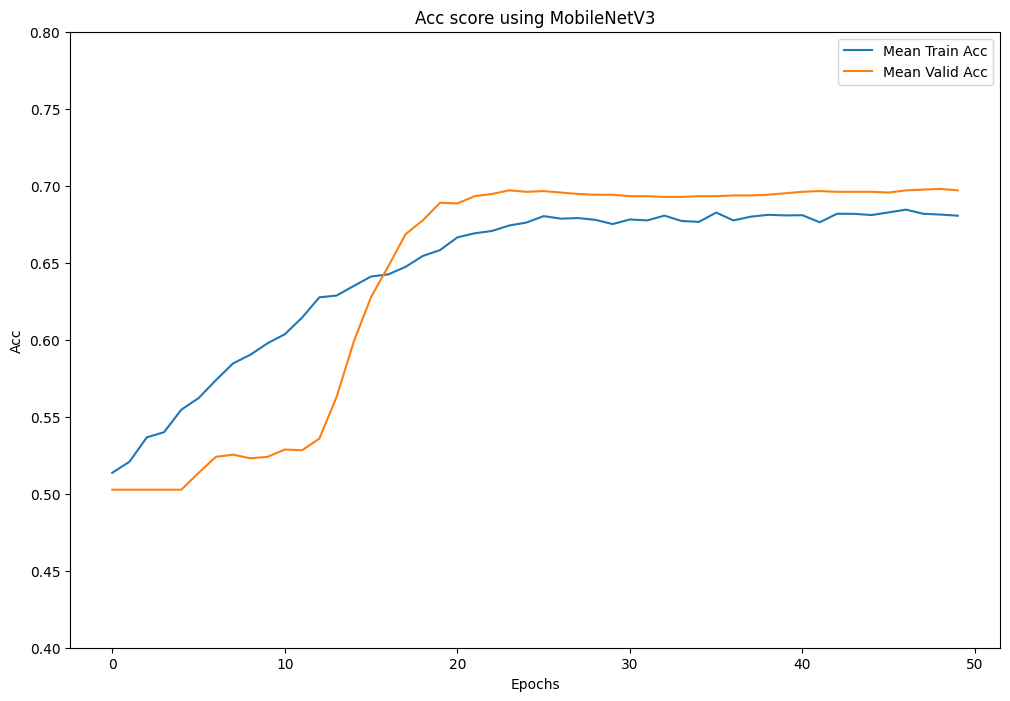 Acc score using MobileNetV3
Mean Train Acc
Mean Valid Acc
0.80
0.75
0.70
0.65
0.60
0.55
0.50
0.45
0.40
Acc
0 10 20 30 40 50
Epochs